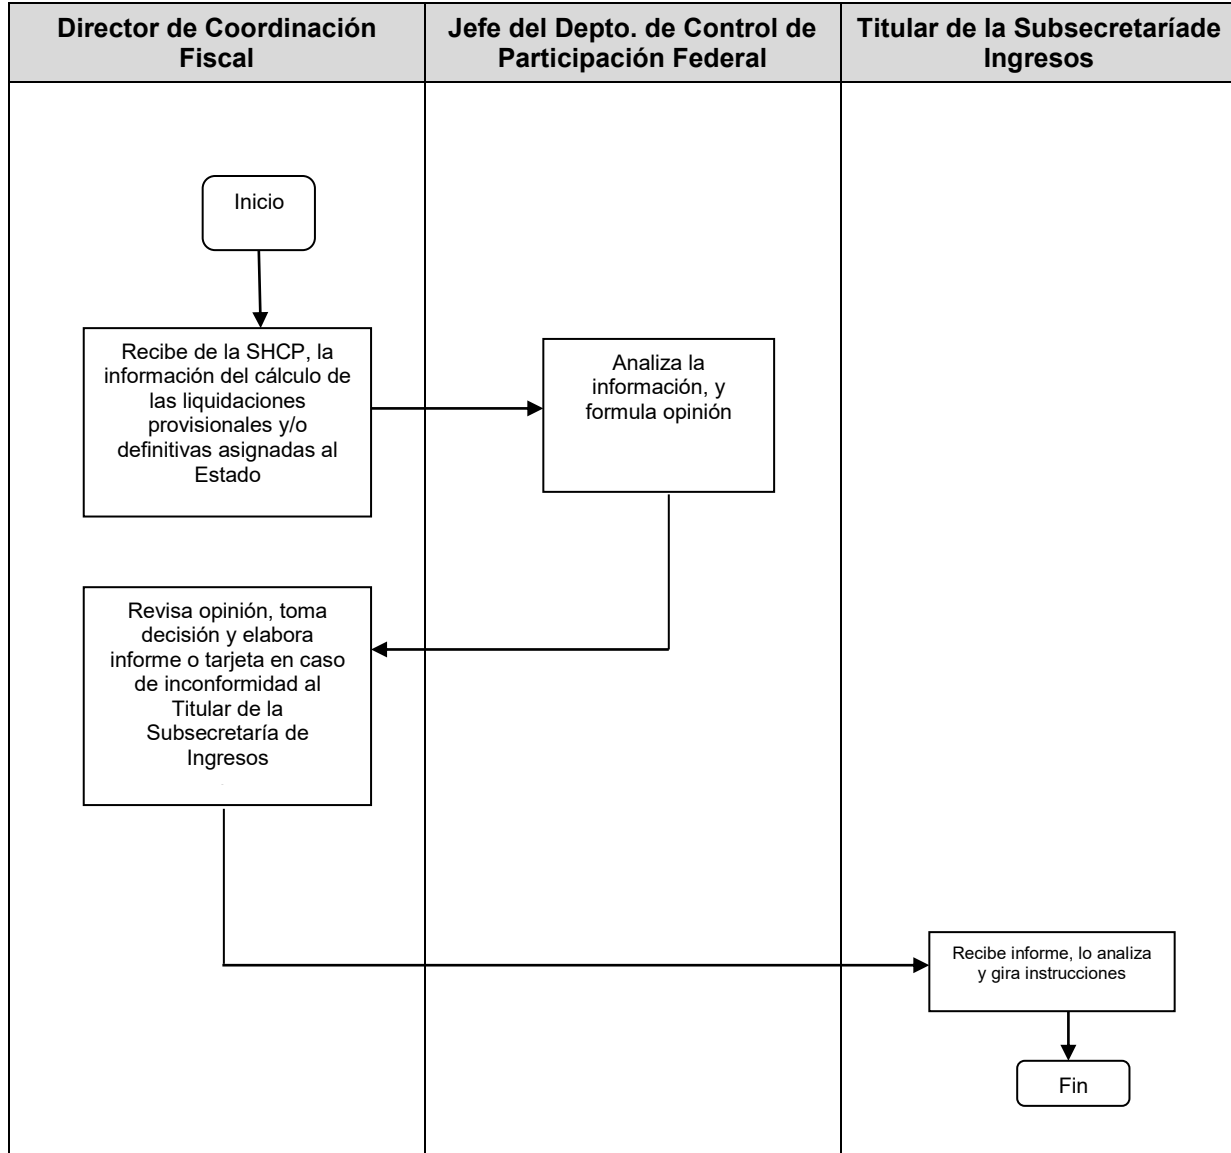 Director de Coordinación
Fiscal
Jefe del Depto. de Control de
Participación Federal
Titular de la Subsecretaríade
Ingresos
Inicio
Recibe de la SHCP, la
información del cálculo de
las liquidaciones
provisionales y/o
definitivas asignadas al
Estado
Analiza la
información, y
formula opinión
Revisa opinión, toma
decisión y elabora
informe o tarjeta en caso
de inconformidad al
Titular de la
Subsecretaría de
Ingresos
Recibe informe, lo analiza
y gira instrucciones
Fin